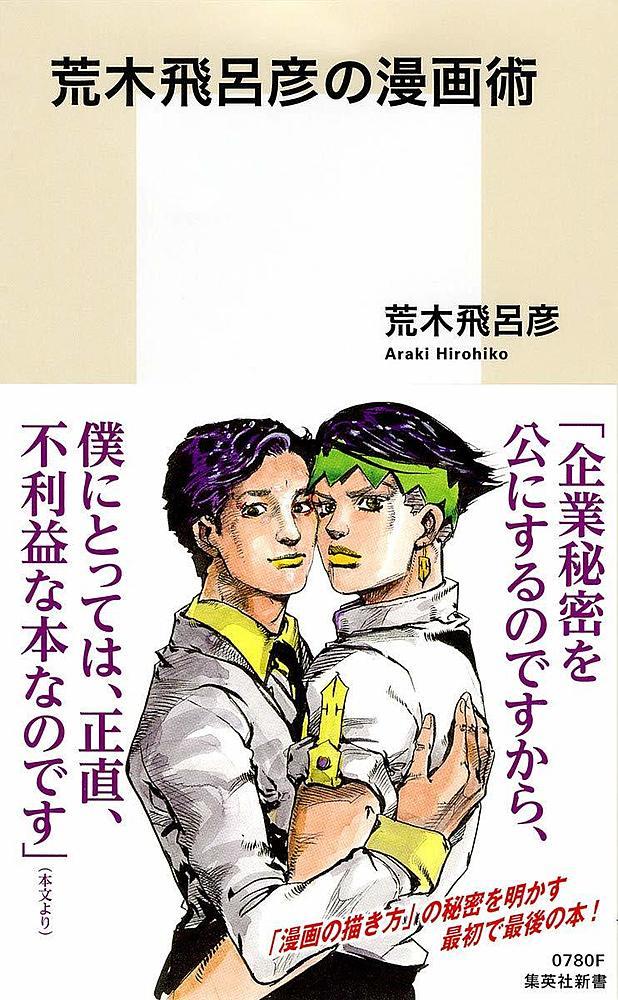 荒木飛呂彦の漫画術
荒木飛呂彦
Araki Hirohiko
「企業秘密を
公にするのですから、
僕にとっては、正直、
不利益な本なのです」
（本文より）
「漫画の描き方」の秘密を明かす
最初で最後の本！
0780F
集英社新書